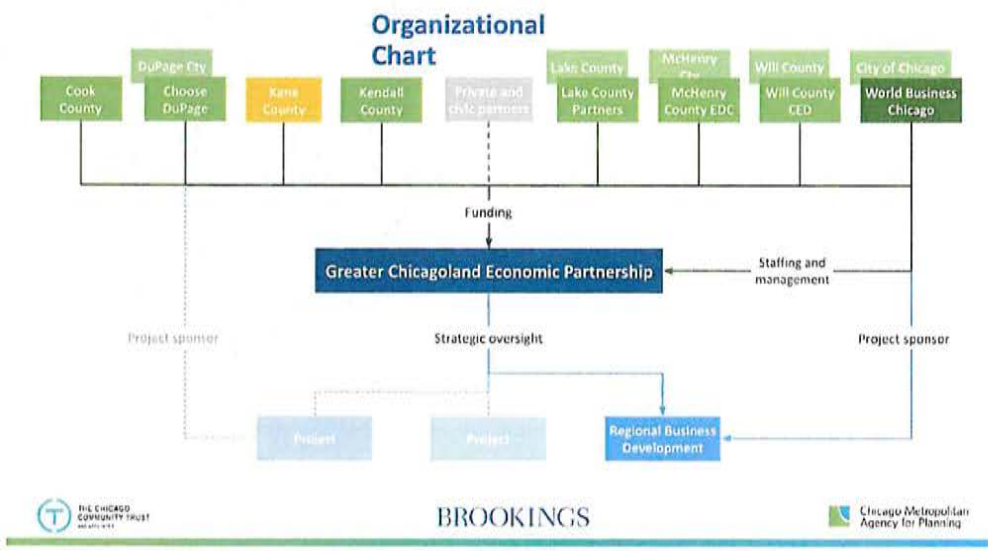 Organizational
Chart
DuPage Cty
Lake County
McHenry
Cty
Will County
City of Chicago
Cook
County
Choose
DuPage
Kane
County
Kendall
County
Private and
civic partners
Lake County
Partners
McHenry
County EDC
Will County
CED
World Business
Chicago
Funding
Greater Chicagoland Economic Partnership
Staffing and
management
Project sponsor
Strategic oversight
Project sponsor
Project
Project
Regional Business
Development
THE CHICAGO
COMMUNITY TRUST
BROOKINGS
Chicago Metropolitan
Agency for Planning